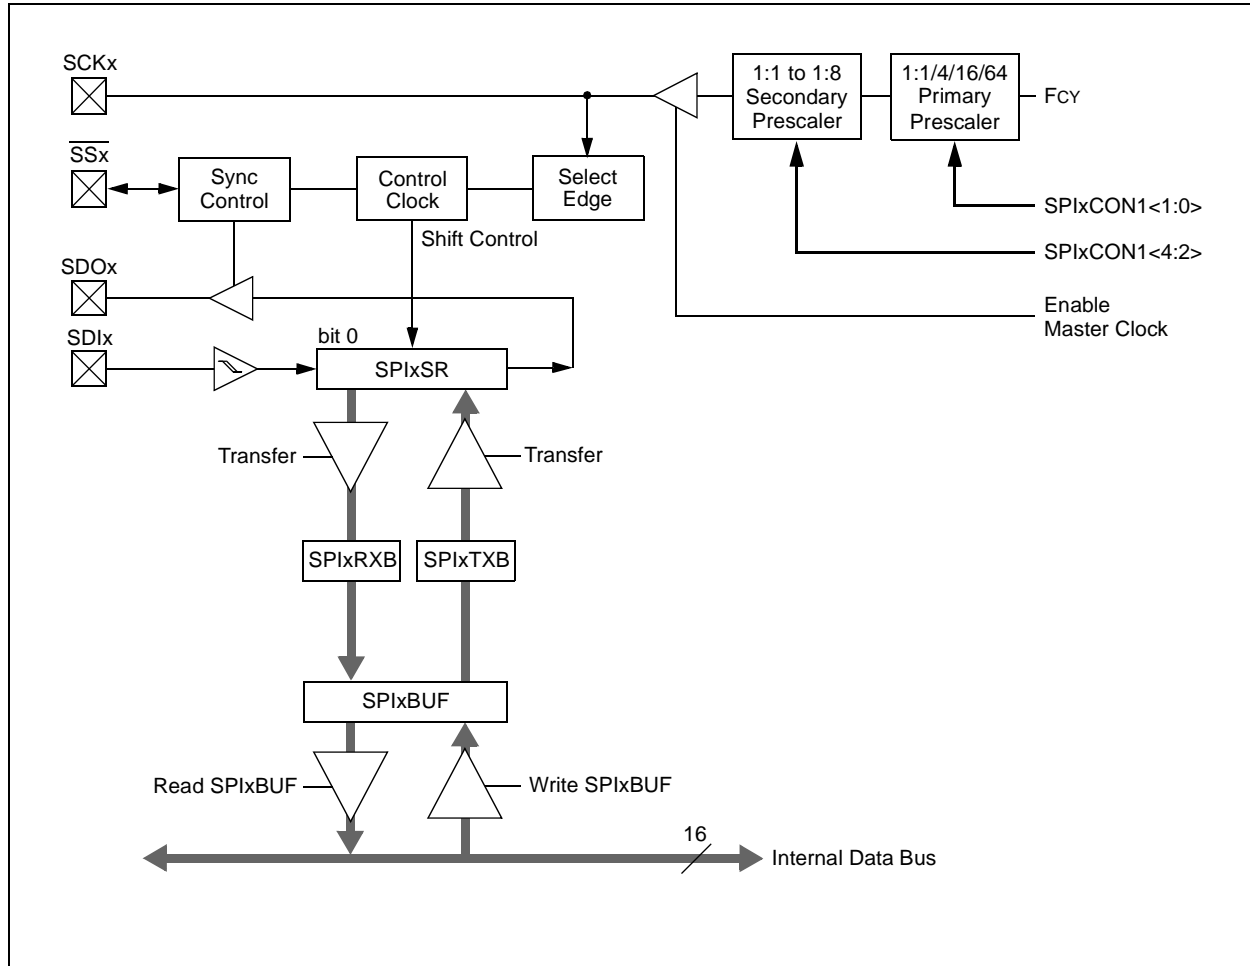 SCKx
1:1 to 1:8
Secondary
Prescaler
1:1/4/16/64
Primary
Prescaler
FCY
SSx
Sync
Control
Control
Clock
Select
Edge
SPIxCON1<1:0>
Shift Control
SPIxCON1<4:2>
SDOx
Enable
Master Clock
SDIx
bit 0
SPIxSR
Transfer
Transfer
SPIxRXB
SPIxTXB
SPIxBUF
Read SPIxBUF
Write SPIxBUF
16
Internal Data Bus